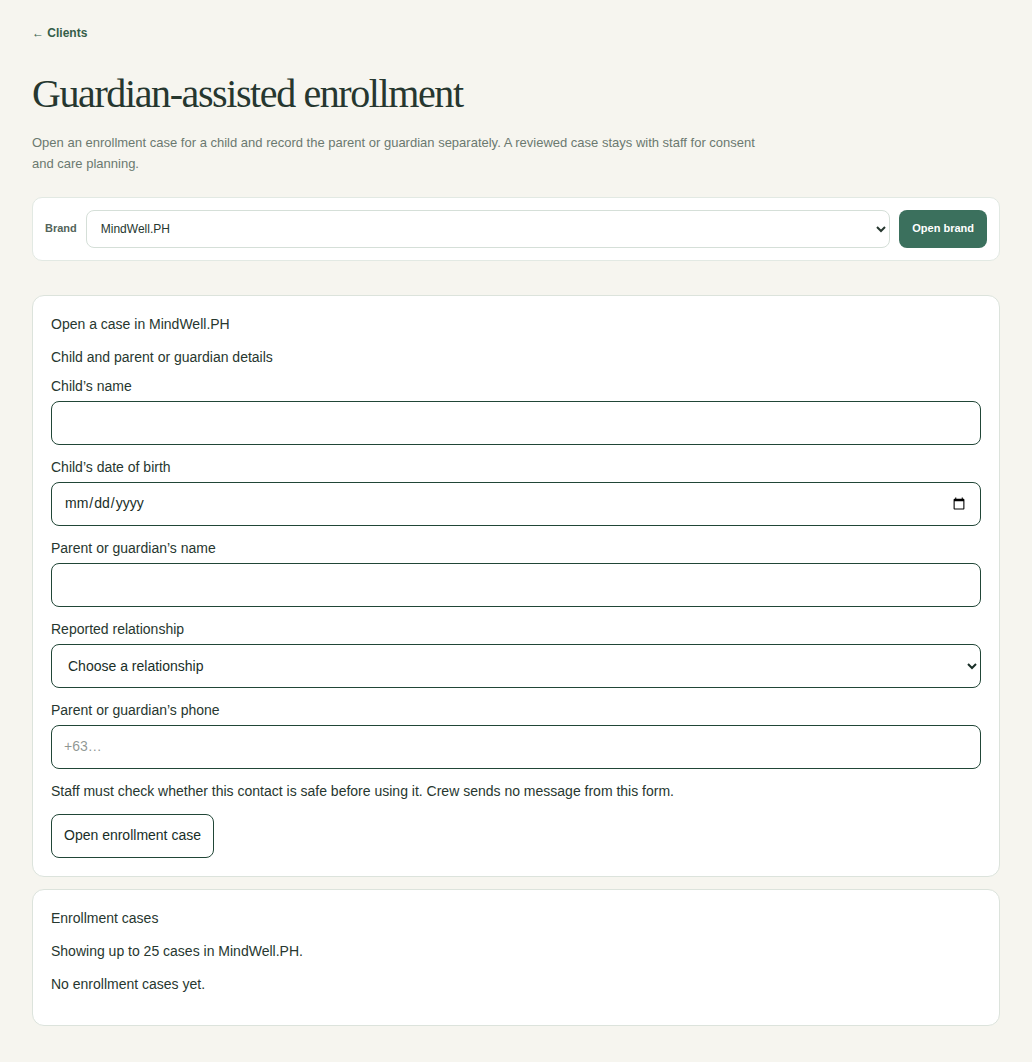 ← Clients
Guardian-assisted enrollment
Open an enrollment case for a child and record the parent or guardian separately. A reviewed case stays with staff for consent
and care planning.
Brand MindWell.PH Open brand
Open a case in MindWell.PH
Child and parent or guardian details
Child’s name
Child’s date of birth
mm/dd/yyyy
Parent or guardian’s name
Reported relationship
Choose a relationship
Parent or guardian’s phone
+63…
Staff must check whether this contact is safe before using it. Crew sends no message from this form.
Open enrollment case
Enrollment cases
Showing up to 25 cases in MindWell.PH.
No enrollment cases yet.